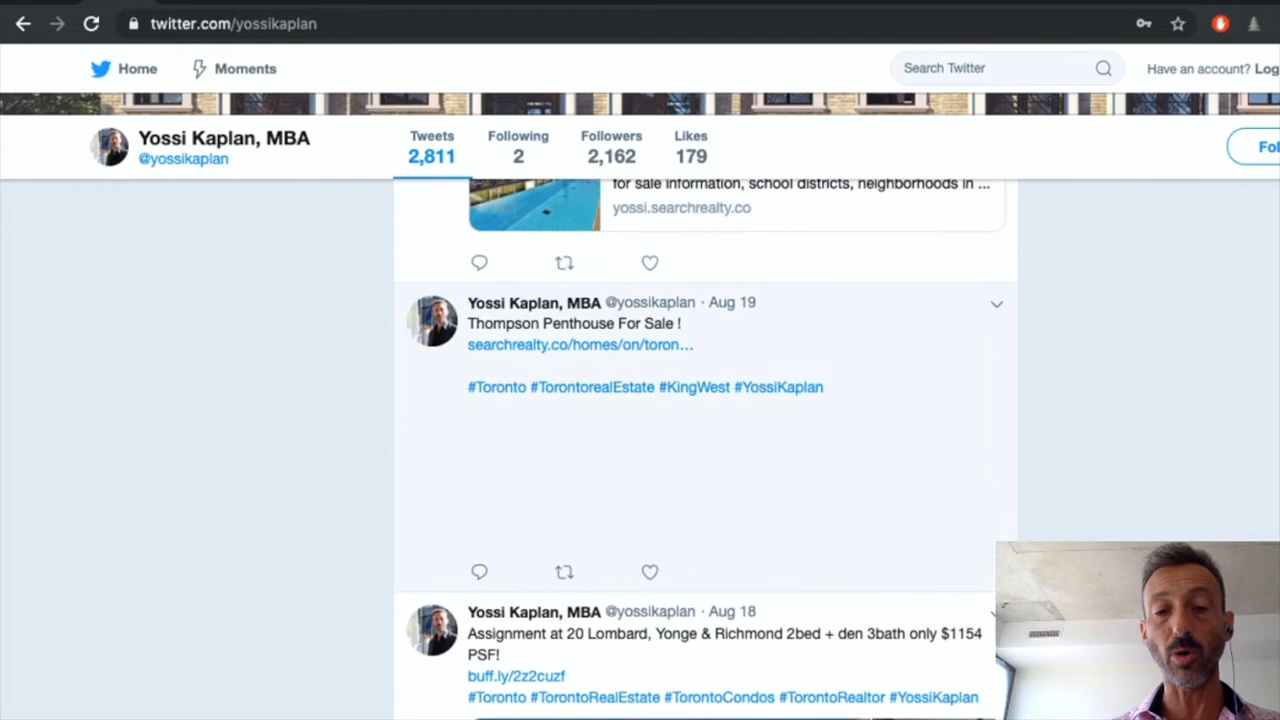 twitter.com/yossikaplan
Home Moments Search Twitter Have an account? Log
Yossi Kaplan, MBA
@yossikaplan
Tweets Following Followers Likes
2,811 2 2,162 179
for sale information, school districts, neighborhoods in ...
yossi.searchrealty.co
Yossi Kaplan, MBA @yossikaplan · Aug 19
Thompson Penthouse For Sale !
searchrealty.co/homes/on/toron…
#Toronto #TorontorealEstate #KingWest #YossiKaplan
Yossi Kaplan, MBA @yossikaplan · Aug 18
Assignment at 20 Lombard, Yonge & Richmond 2bed + den 3bath only $1154
PSF!
buff.ly/2z2cuzf
#Toronto #TorontoRealEstate #TorontoCondos #TorontoRealtor #YossiKaplan